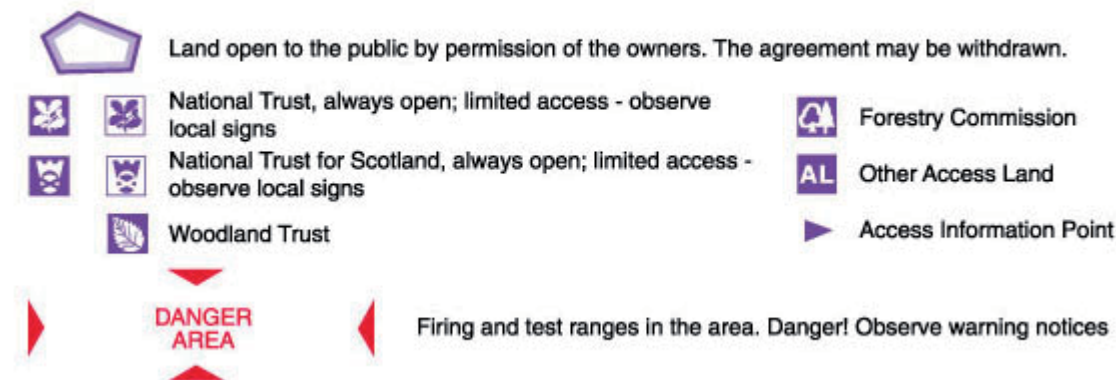 Land open to the public by permission of the owners. The agreement may be withdrawn.
National Trust, always open; limited access - observe
local signs
National Trust for Scotland, always open; limited access -
observe local signs
Woodland Trust
Forestry Commission
AL Other Access Land
Access Information Point
DANGER
AREA
Firing and test ranges in the area. Danger! Observe warning notices